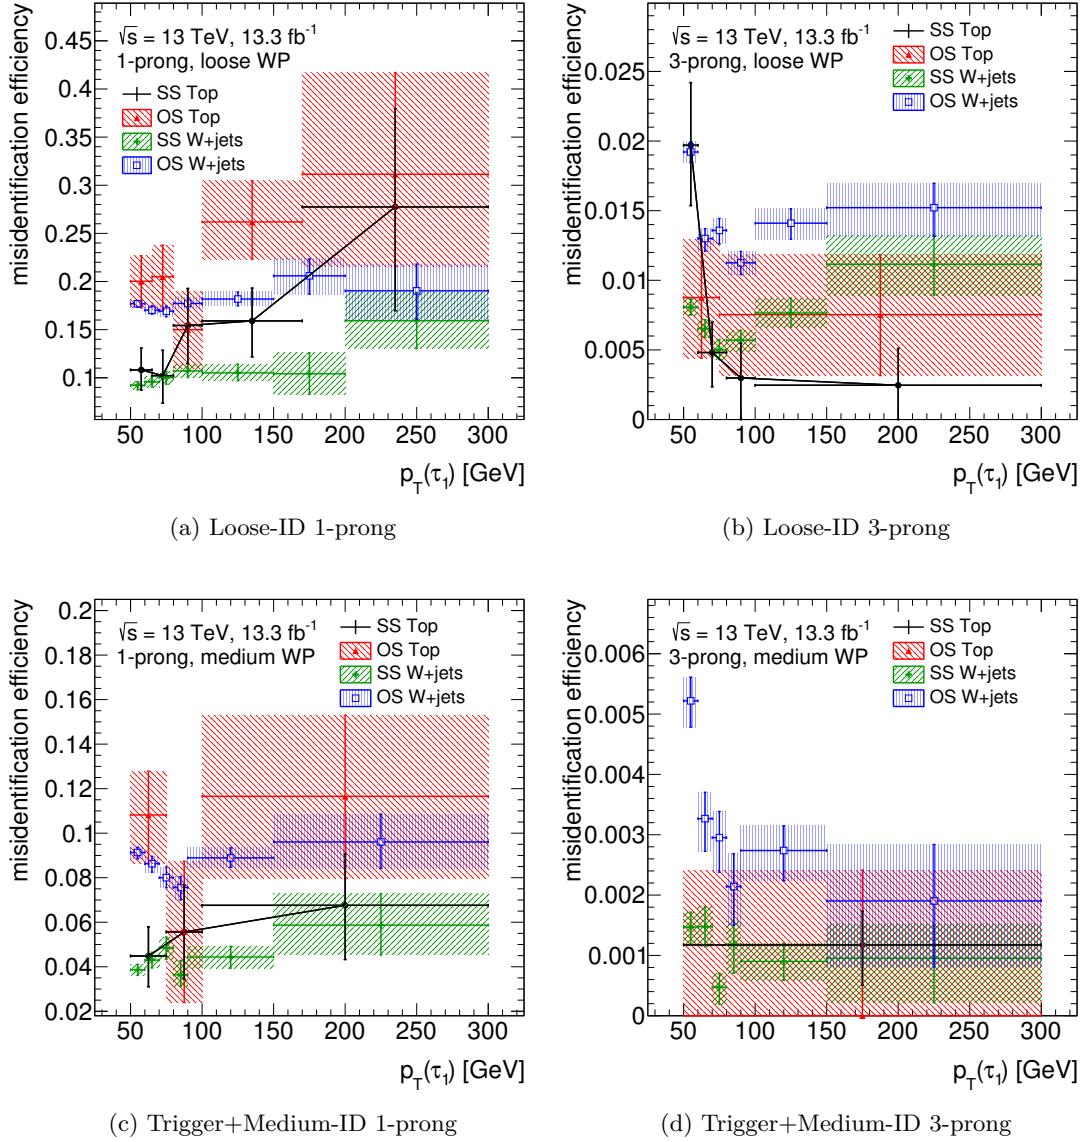 misidentification efficiency
0.45
0.4
0.35
0.3
0.25
0.2
0.15
0.1
√s = 13 TeV, 13.3 fb⁻¹
1-prong, loose WP
SS Top
OS Top
SS W+jets
OS W+jets
50 100 150 200 250 300
p_T(τ₁) [GeV]
(a) Loose-ID 1-prong
misidentification efficiency
0.025
0.02
0.015
0.01
0.005
0
√s = 13 TeV, 13.3 fb⁻¹
3-prong, loose WP
SS Top
OS Top
SS W+jets
OS W+jets
50 100 150 200 250 300
p_T(τ₁) [GeV]
(b) Loose-ID 3-prong
misidentification efficiency
0.2
0.18
0.16
0.14
0.12
0.1
0.08
0.06
0.04
0.02
√s = 13 TeV, 13.3 fb⁻¹
1-prong, medium WP
SS Top
OS Top
SS W+jets
OS W+jets
50 100 150 200 250 300
p_T(τ₁) [GeV]
(c) Trigger+Medium-ID 1-prong
misidentification efficiency
0.006
0.005
0.004
0.003
0.002
0.001
0
√s = 13 TeV, 13.3 fb⁻¹
3-prong, medium WP
SS Top
OS Top
SS W+jets
OS W+jets
50 100 150 200 250 300
p_T(τ₁) [GeV]
(d) Trigger+Medium-ID 3-prong